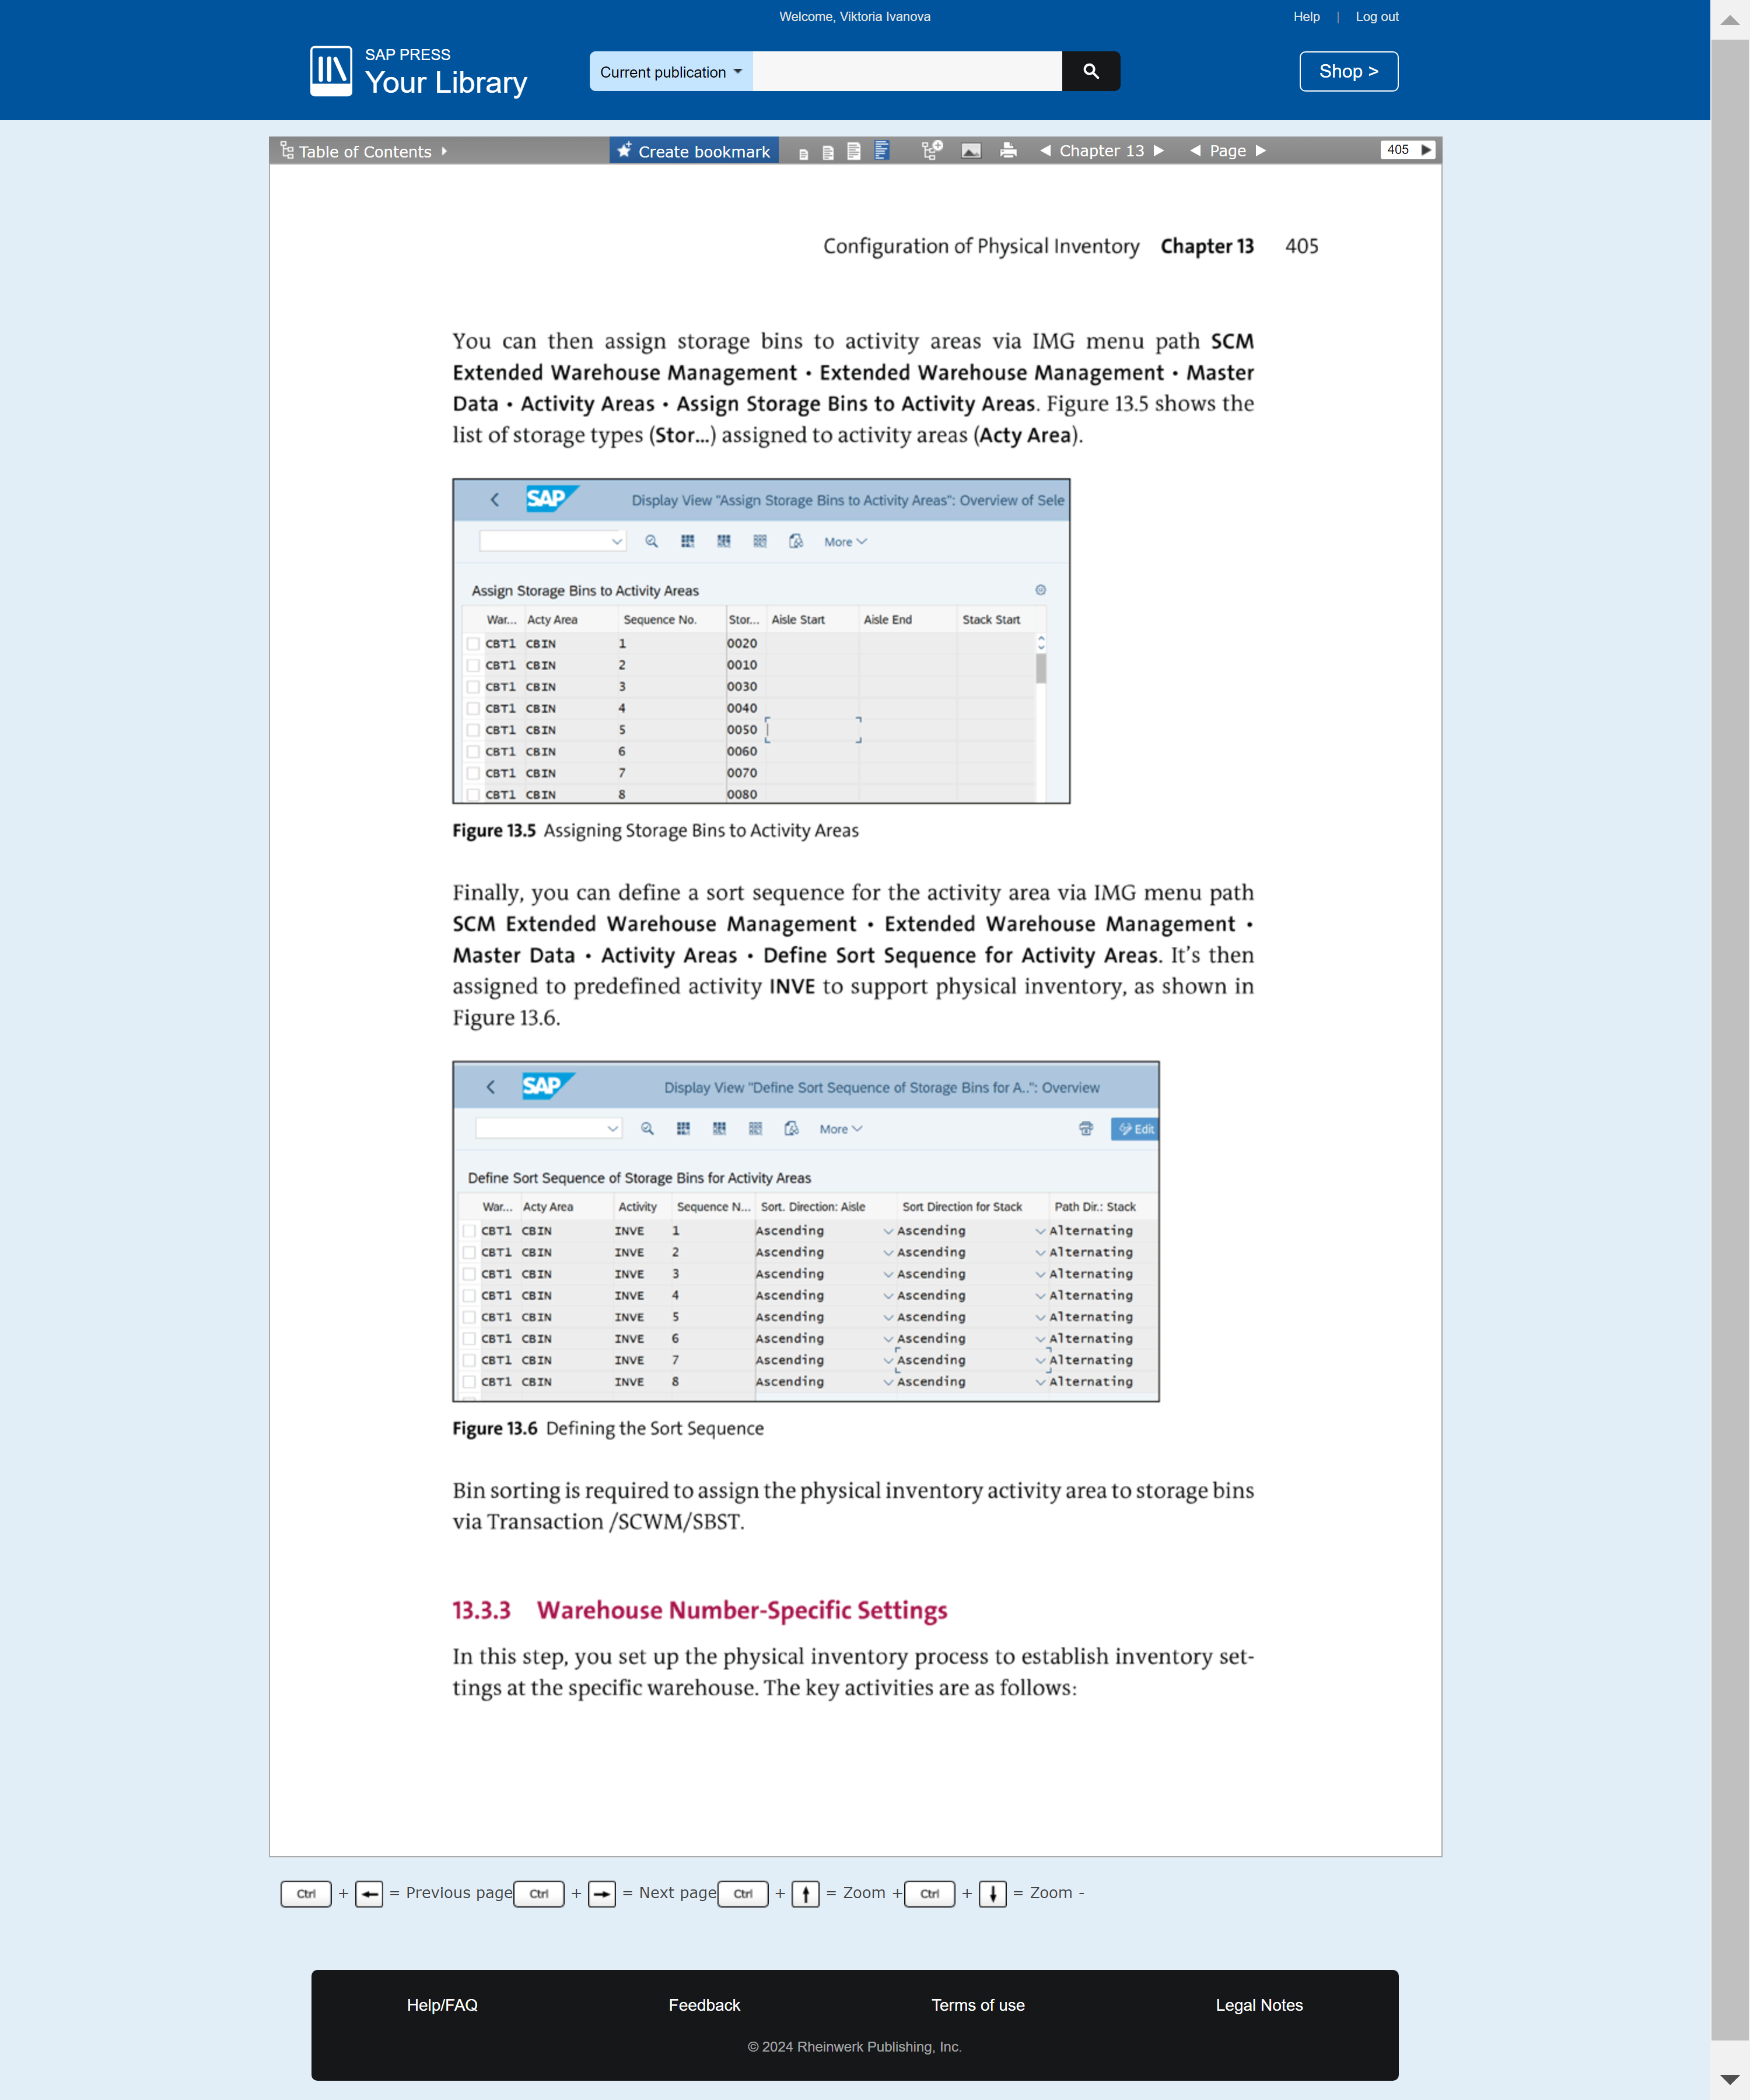 Welcome, Viktoria Ivanova
Help | Log out
SAP PRESS
Your Library
Current publication
Shop >
Table of Contents
Create bookmark
Chapter 13
Page
405
Configuration of Physical Inventory Chapter 13 405
You can then assign storage bins to activity areas via IMG menu path SCM
Extended Warehouse Management • Extended Warehouse Management • Master
Data • Activity Areas • Assign Storage Bins to Activity Areas. Figure 13.5 shows the
list of storage types (Stor...) assigned to activity areas (Acty Area).
SAP Display View "Assign Storage Bins to Activity Areas": Overview of Sele
More
Assign Storage Bins to Activity Areas
War... Acty Area Sequence No. Stor... Aisle Start Aisle End Stack Start
CBT1 CBIN 1 0020
CBT1 CBIN 2 0010
CBT1 CBIN 3 0030
CBT1 CBIN 4 0040
CBT1 CBIN 5 0050
CBT1 CBIN 6 0060
CBT1 CBIN 7 0070
CBT1 CBIN 8 0080
Figure 13.5 Assigning Storage Bins to Activity Areas
Finally, you can define a sort sequence for the activity area via IMG menu path
SCM Extended Warehouse Management • Extended Warehouse Management •
Master Data • Activity Areas • Define Sort Sequence for Activity Areas. It's then
assigned to predefined activity INVE to support physical inventory, as shown in
Figure 13.6.
SAP Display View "Define Sort Sequence of Storage Bins for A..": Overview
More Edit
Define Sort Sequence of Storage Bins for Activity Areas
War... Acty Area Activity Sequence N... Sort. Direction: Aisle Sort Direction for Stack Path Dir.: Stack
CBT1 CBIN INVE 1 Ascending Ascending Alternating
CBT1 CBIN INVE 2 Ascending Ascending Alternating
CBT1 CBIN INVE 3 Ascending Ascending Alternating
CBT1 CBIN INVE 4 Ascending Ascending Alternating
CBT1 CBIN INVE 5 Ascending Ascending Alternating
CBT1 CBIN INVE 6 Ascending Ascending Alternating
CBT1 CBIN INVE 7 Ascending Ascending Alternating
CBT1 CBIN INVE 8 Ascending Ascending Alternating
Figure 13.6 Defining the Sort Sequence
Bin sorting is required to assign the physical inventory activity area to storage bins
via Transaction /SCWM/SBST.
13.3.3 Warehouse Number-Specific Settings
In this step, you set up the physical inventory process to establish inventory set-
tings at the specific warehouse. The key activities are as follows:
Ctrl + ← = Previous page Ctrl + → = Next page Ctrl + ↑ = Zoom + Ctrl + ↓ = Zoom -
Help/FAQ Feedback Terms of use Legal Notes
© 2024 Rheinwerk Publishing, Inc.